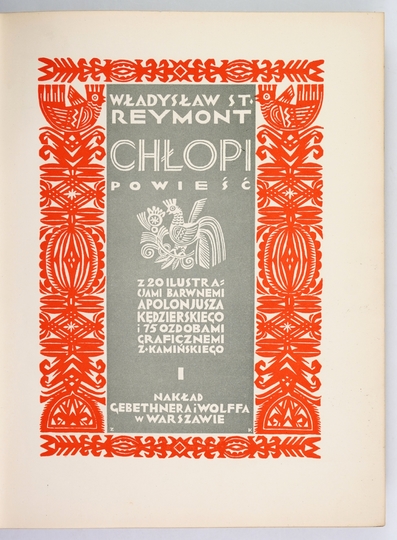 WŁADYSŁAW ST.
REYMONT
CHŁOPI
POWIEŚĆ
Z 20 ILUSTRA=
CJAMI BARWNEMI
APOLONJUSZA
KĘDZIERSKIEGO
i 75 OZDOBAMI
GRAFICZNEMI
Z·KAMIŃSKIEGO
I
NAKŁAD
GEBETHNERA i WOLFFA
w WARSZAWIE